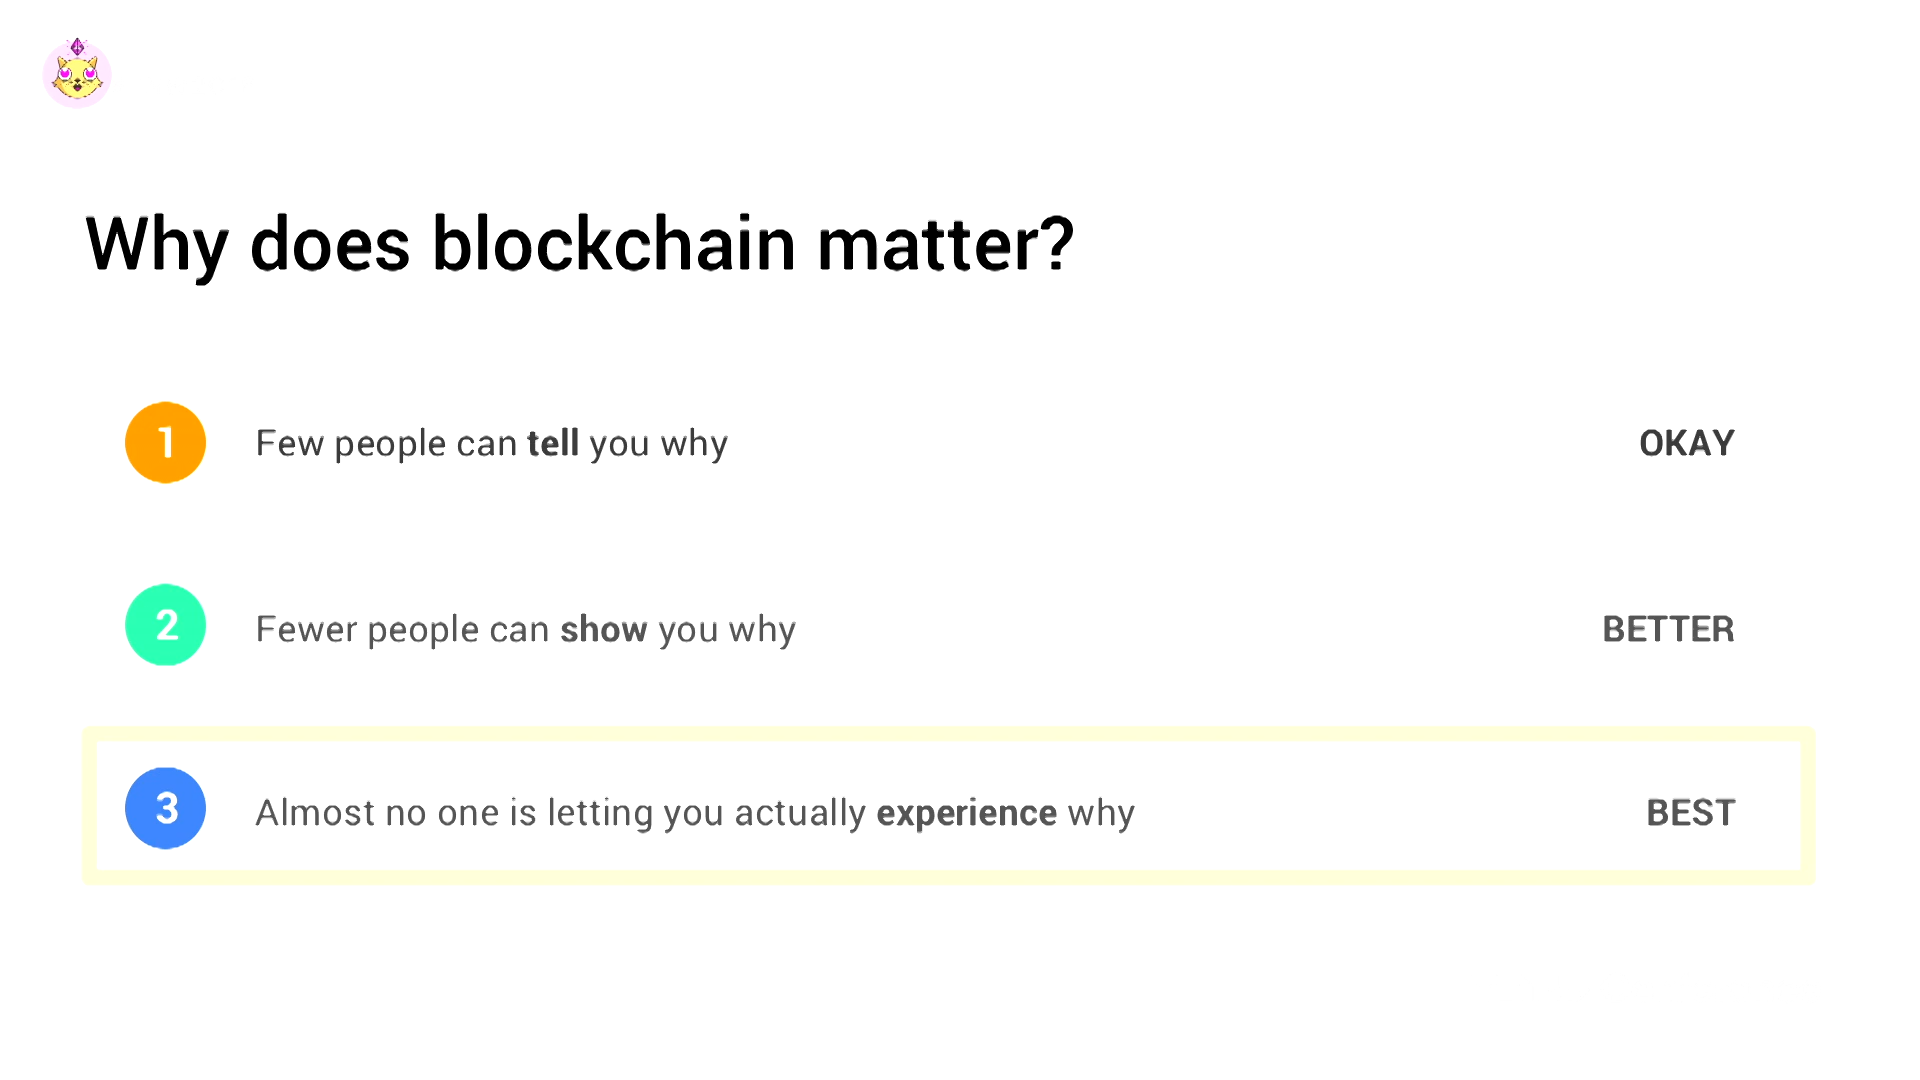 Why does blockchain matter?
1 Few people can tell you why OKAY
2 Fewer people can show you why BETTER
3 Almost no one is letting you actually experience why BEST